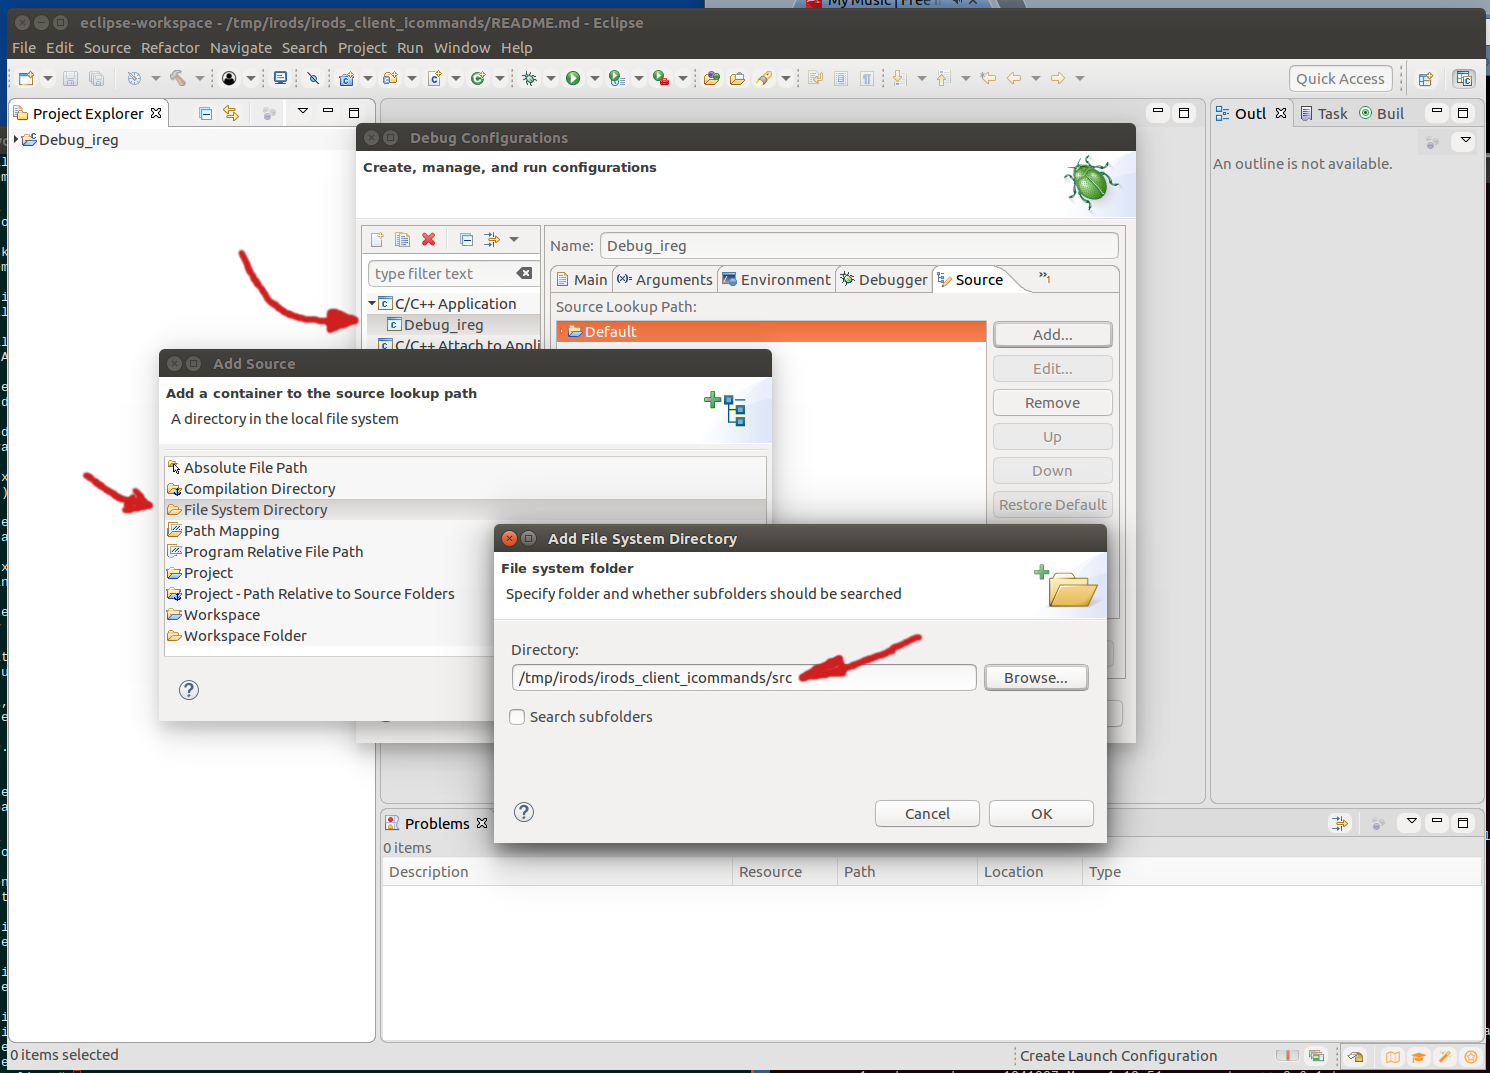 My Music | Free
eclipse-workspace - /tmp/irods/irods_client_icommands/README.md - Eclipse
File Edit Source Refactor Navigate Search Project Run Window Help
Quick Access
Project Explorer
Debug_ireg
Outl Task Buil
An outline is not available.
Debug Configurations
Create, manage, and run configurations
type filter text
C/C++ Application
Debug_ireg
C/C++ Attach to Appli
Name: Debug_ireg
Main Arguments Environment Debugger Source »1
Source Lookup Path:
Default
Add...
Edit...
Remove
Up
Down
Restore Default
Add Source
Add a container to the source lookup path
A directory in the local file system
Absolute File Path
Compilation Directory
File System Directory
Path Mapping
Program Relative File Path
Project
Project - Path Relative to Source Folders
Workspace
Workspace Folder
Add File System Directory
File system folder
Specify folder and whether subfolders should be searched
Directory:
/tmp/irods/irods_client_icommands/src
Browse...
Search subfolders
Cancel OK
Problems
0 items
Description Resource Path Location Type
0 items selected
Create Launch Configuration